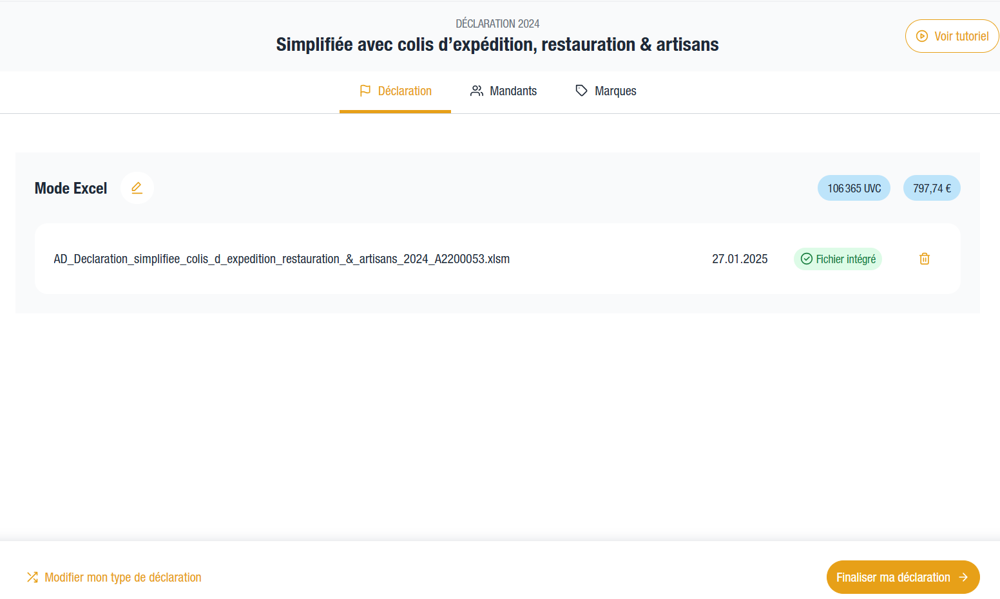 DÉCLARATION 2024
Simplifiée avec colis d’expédition, restauration & artisans
Voir tutoriel
Déclaration
Mandants
Marques
Mode Excel
106 365 UVC
797,74 €
AD_Declaration_simplifiee_colis_d_expedition_restauration_&_artisans_2024_A2200053.xlsm
27.01.2025
Fichier intégré
Modifier mon type de déclaration
Finaliser ma déclaration